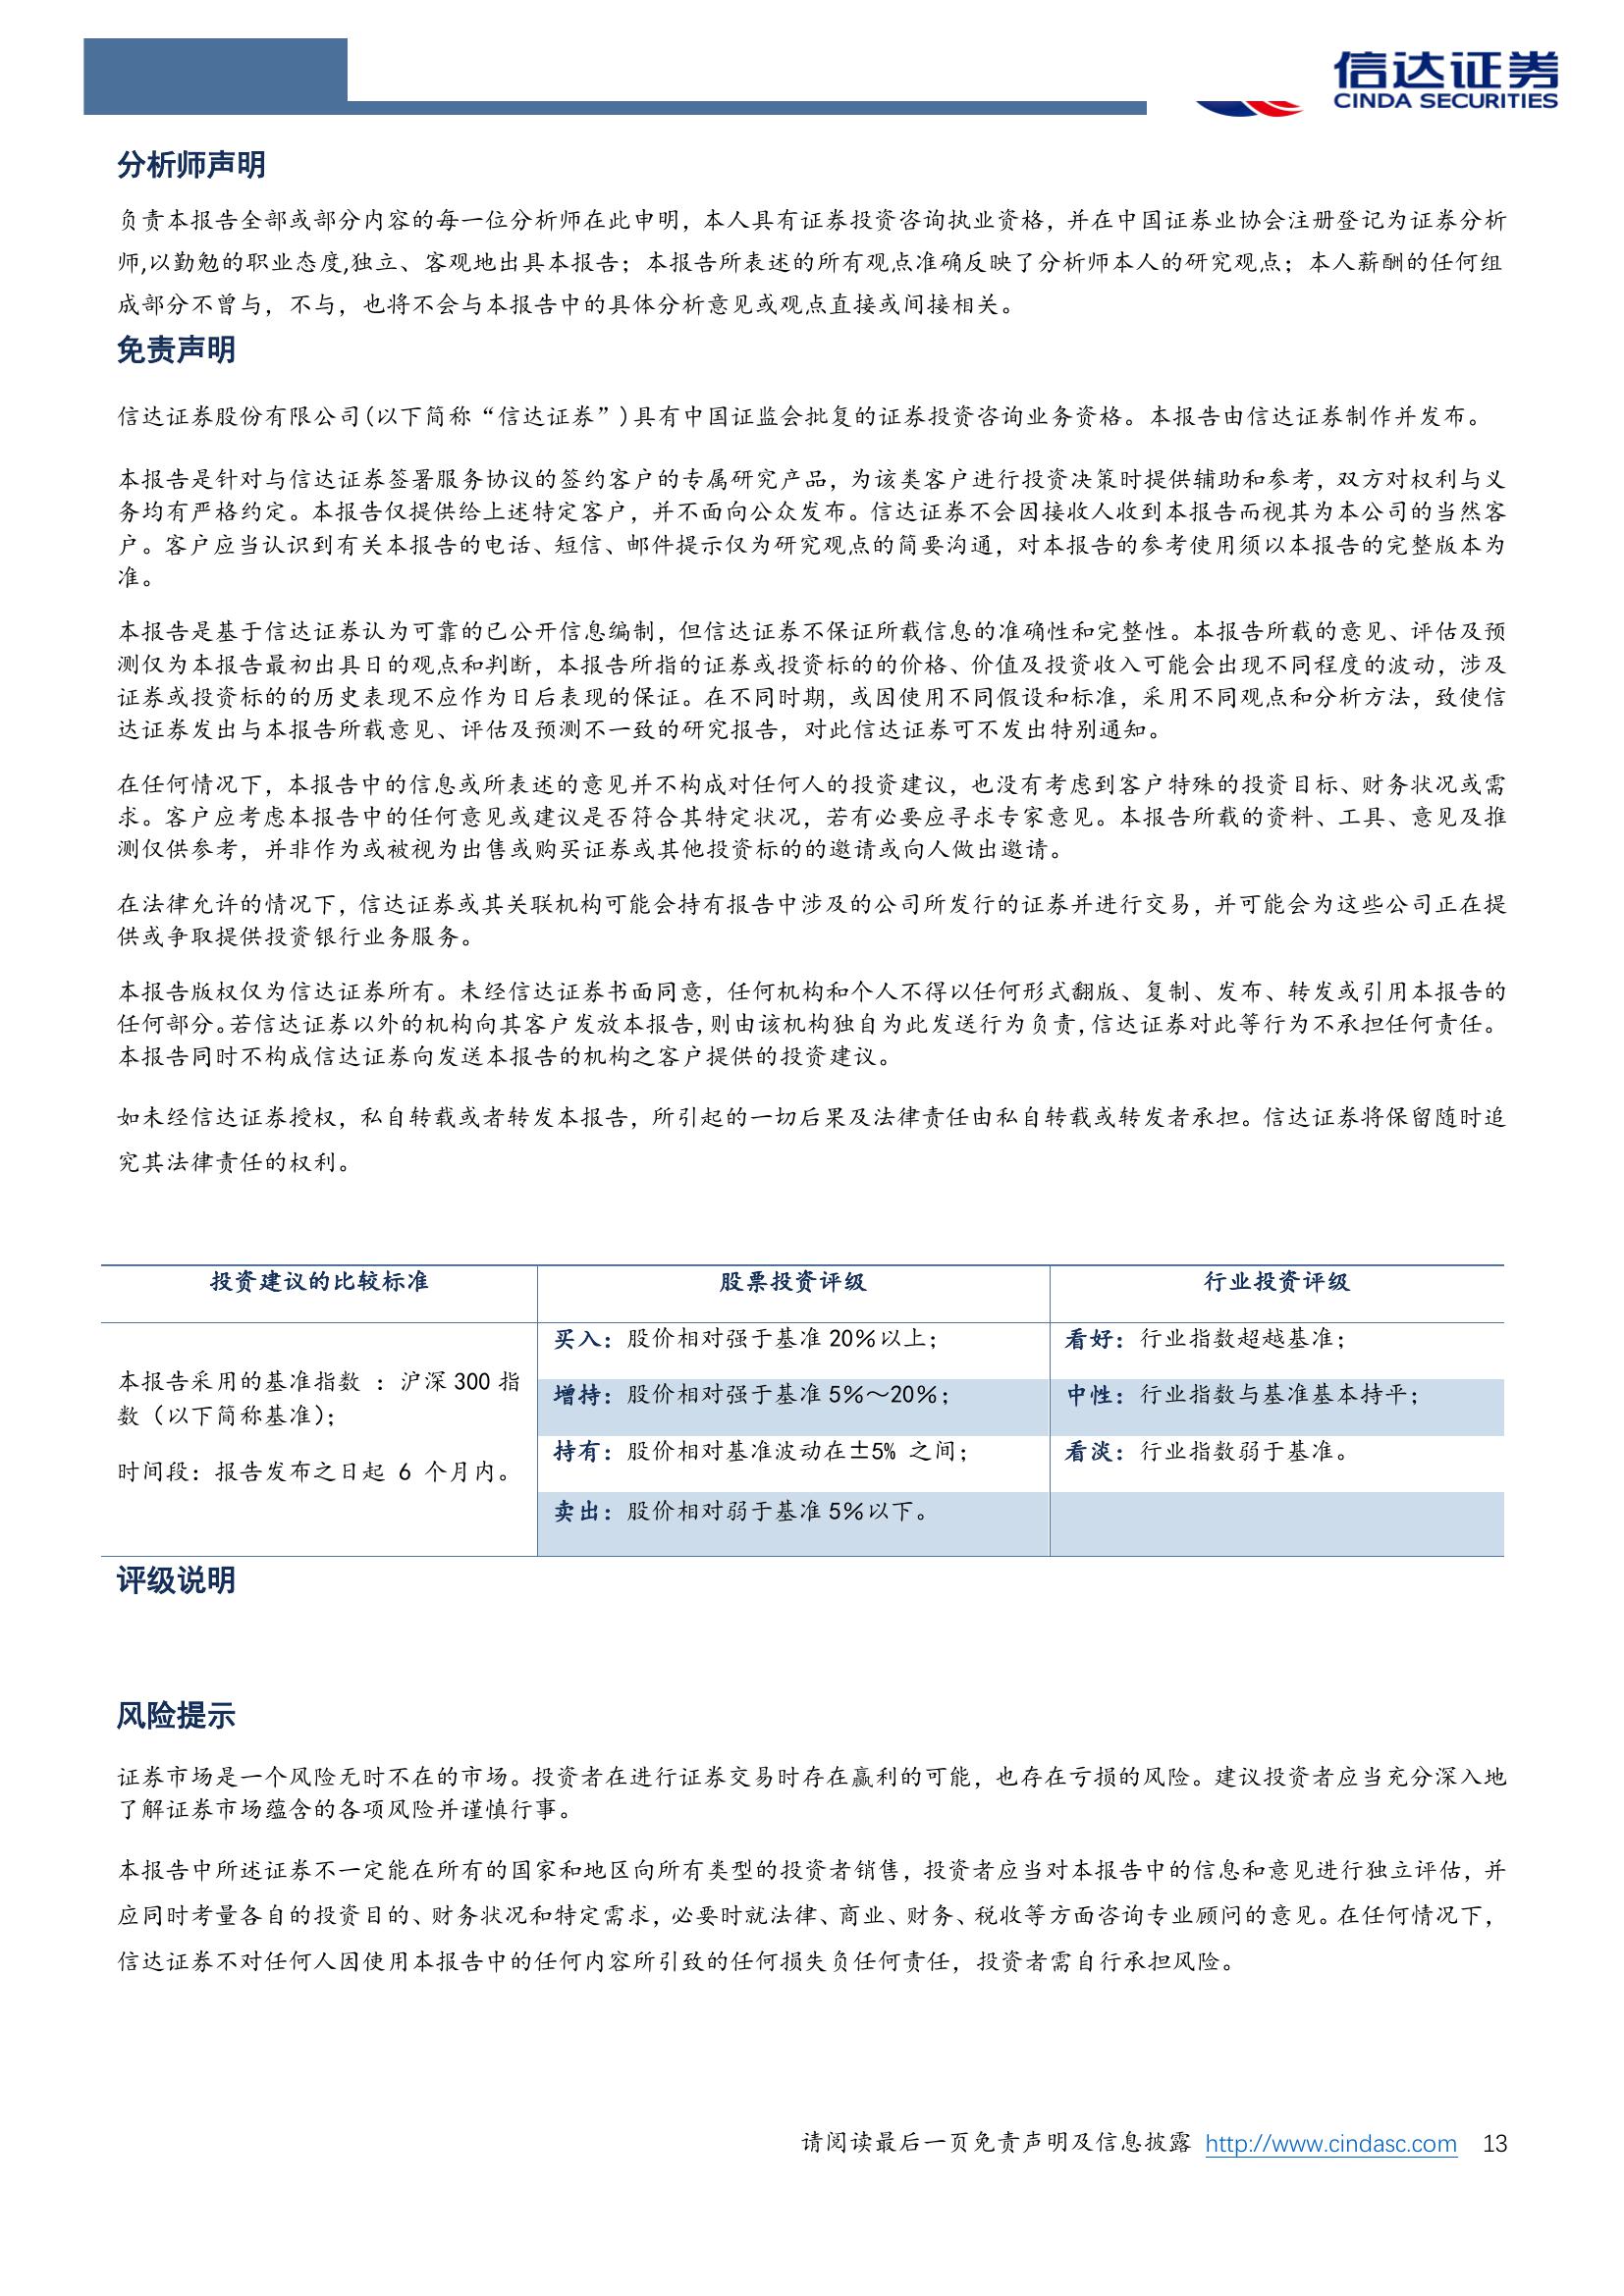 信达证券
CINDA SECURITIES
分析师声明
负责本报告全部或部分内容的每一位分析师在此申明，本人具有证券投资咨询执业资格，并在中国证券业协会注册登记为证券分析
师,以勤勉的职业态度,独立、客观地出具本报告；本报告所表述的所有观点准确反映了分析师本人的研究观点；本人薪酬的任何组
成部分不曾与，不与，也将不会与本报告中的具体分析意见或观点直接或间接相关。
免责声明
信达证券股份有限公司(以下简称“信达证券”)具有中国证监会批复的证券投资咨询业务资格。本报告由信达证券制作并发布。
本报告是针对与信达证券签署服务协议的签约客户的专属研究产品，为该类客户进行投资决策时提供辅助和参考，双方对权利与义
务均有严格约定。本报告仅提供给上述特定客户，并不面向公众发布。信达证券不会因接收人收到本报告而视其为本公司的当然客
户。客户应当认识到有关本报告的电话、短信、邮件提示仅为研究观点的简要沟通，对本报告的参考使用须以本报告的完整版本为
准。
本报告是基于信达证券认为可靠的已公开信息编制，但信达证券不保证所载信息的准确性和完整性。本报告所载的意见、评估及预
测仅为本报告最初出具日的观点和判断，本报告所指的证券或投资标的的价格、价值及投资收入可能会出现不同程度的波动，涉及
证券或投资标的的历史表现不应作为日后表现的保证。在不同时期，或因使用不同假设和标准，采用不同观点和分析方法，致使信
达证券发出与本报告所载意见、评估及预测不一致的研究报告，对此信达证券可不发出特别通知。
在任何情况下，本报告中的信息或所表述的意见并不构成对任何人的投资建议，也没有考虑到客户特殊的投资目标、财务状况或需
求。客户应考虑本报告中的任何意见或建议是否符合其特定状况，若有必要应寻求专家意见。本报告所载的资料、工具、意见及推
测仅供参考，并非作为或被视为出售或购买证券或其他投资标的的邀请或向人做出邀请。
在法律允许的情况下，信达证券或其关联机构可能会持有报告中涉及的公司所发行的证券并进行交易，并可能会为这些公司正在提
供或争取提供投资银行业务服务。
本报告版权仅为信达证券所有。未经信达证券书面同意，任何机构和个人不得以任何形式翻版、复制、发布、转发或引用本报告的
任何部分。若信达证券以外的机构向其客户发放本报告，则由该机构独自为此发送行为负责，信达证券对此等行为不承担任何责任。
本报告同时不构成信达证券向发送本报告的机构之客户提供的投资建议。
如未经信达证券授权，私自转载或者转发本报告，所引起的一切后果及法律责任由私自转载或转发者承担。信达证券将保留随时追
究其法律责任的权利。
投资建议的比较标准 股票投资评级 行业投资评级
本报告采用的基准指数 ：沪深 300 指
数（以下简称基准）；
时间段：报告发布之日起 6 个月内。
买入：股价相对强于基准 20％以上；
增持：股价相对强于基准 5％～20％；
持有：股价相对基准波动在±5% 之间；
卖出：股价相对弱于基准 5％以下。
看好：行业指数超越基准；
中性：行业指数与基准基本持平；
看淡：行业指数弱于基准。
评级说明
风险提示
证券市场是一个风险无时不在的市场。投资者在进行证券交易时存在赢利的可能，也存在亏损的风险。建议投资者应当充分深入地
了解证券市场蕴含的各项风险并谨慎行事。
本报告中所述证券不一定能在所有的国家和地区向所有类型的投资者销售，投资者应当对本报告中的信息和意见进行独立评估，并
应同时考量各自的投资目的、财务状况和特定需求，必要时就法律、商业、财务、税收等方面咨询专业顾问的意见。在任何情况下，
信达证券不对任何人因使用本报告中的任何内容所引致的任何损失负任何责任，投资者需自行承担风险。
请阅读最后一页免责声明及信息披露 http://www.cindasc.com 13